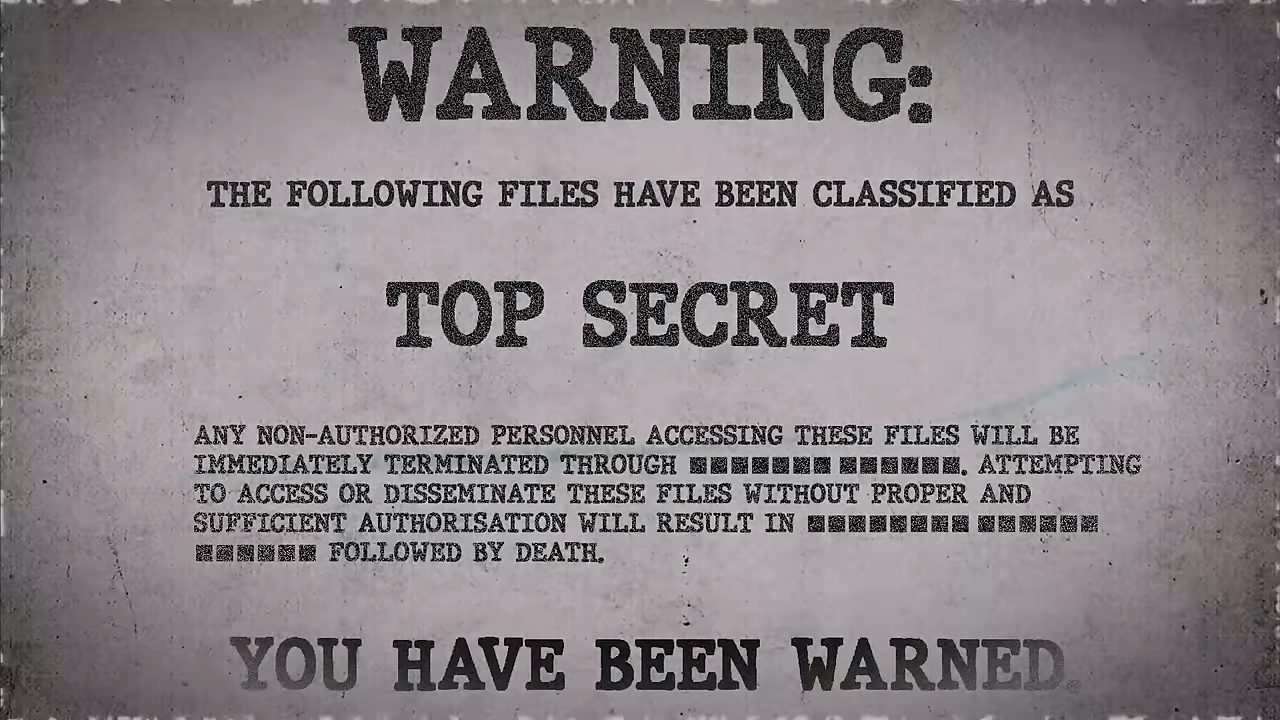 WARNING:
THE FOLLOWING FILES HAVE BEEN CLASSIFIED AS
TOP SECRET
ANY NON-AUTHORIZED PERSONNEL ACCESSING THESE FILES WILL BE
IMMEDIATELY TERMINATED THROUGH ■■■■■■■ ■■■■■■. ATTEMPTING
TO ACCESS OR DISSEMINATE THESE FILES WITHOUT PROPER AND
SUFFICIENT AUTHORISATION WILL RESULT IN ■■■■■■■■ ■■■■■■
■■■■■■ FOLLOWED BY DEATH.
YOU HAVE BEEN WARNED.